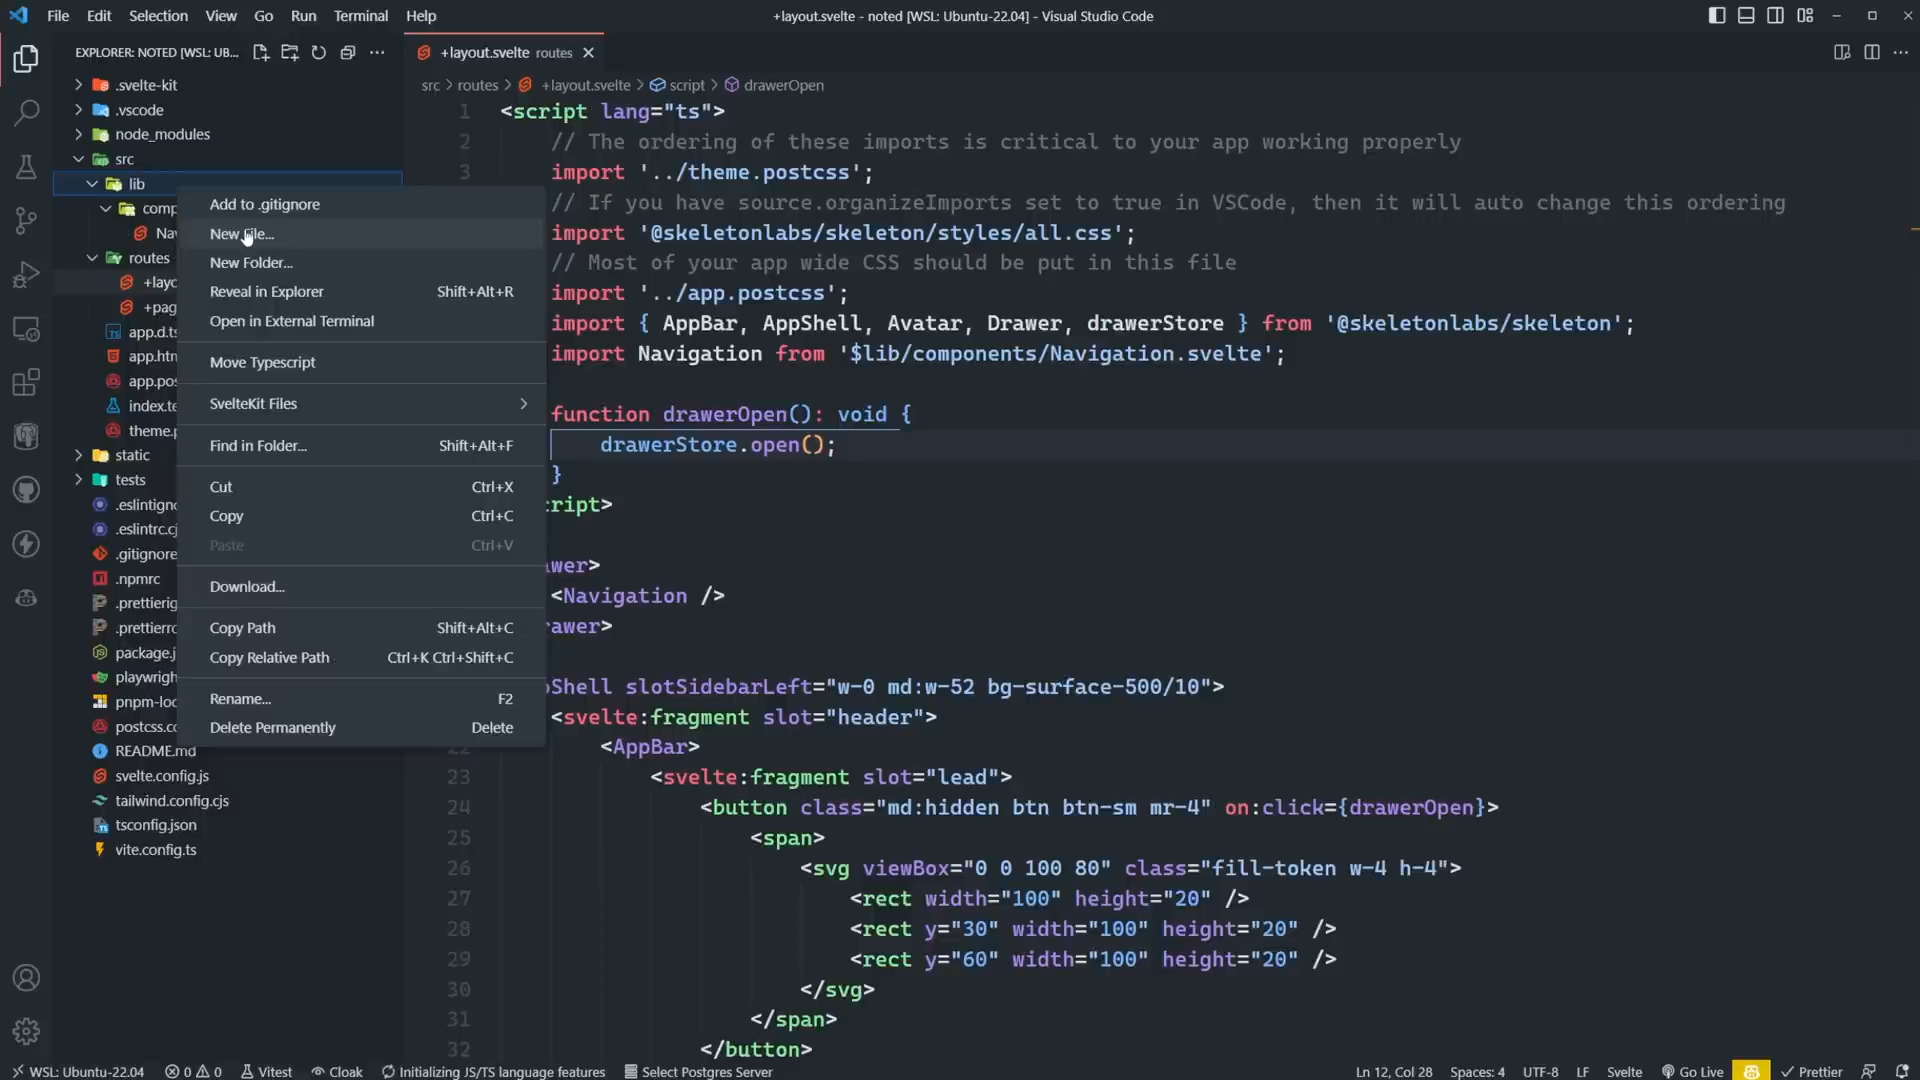 File Edit Selection View Go Run Terminal Help
+layout.svelte - noted [WSL: Ubuntu-22.04] - Visual Studio Code
EXPLORER: NOTED [WSL: UB...
.svelte-kit
.vscode
node_modules
src
lib
comp
Nav
routes
+layo
+pag
app.d.ts
app.htm
app.pos
index.te
theme.p
static
tests
.eslintigno
.eslintrc.cj
.gitignore
.npmrc
.prettierig
.prettierrc
package.j
playwrigh
pnpm-loc
postcss.co
README.md
svelte.config.js
tailwind.config.cjs
tsconfig.json
vite.config.ts
Add to .gitignore
New File...
New Folder...
Reveal in Explorer Shift+Alt+R
Open in External Terminal
Move Typescript
SvelteKit Files
Find in Folder... Shift+Alt+F
Cut Ctrl+X
Copy Ctrl+C
Paste Ctrl+V
Download...
Copy Path Shift+Alt+C
Copy Relative Path Ctrl+K Ctrl+Shift+C
Rename... F2
Delete Permanently Delete
+layout.svelte routes
src > routes > +layout.svelte > script > drawerOpen
1 <script lang="ts">
2 // The ordering of these imports is critical to your app working properly
3 import '../theme.postcss';
// If you have source.organizeImports set to true in VSCode, then it will auto change this ordering
import '@skeletonlabs/skeleton/styles/all.css';
// Most of your app wide CSS should be put in this file
import '../app.postcss';
import { AppBar, AppShell, Avatar, Drawer, drawerStore } from '@skeletonlabs/skeleton';
import Navigation from '$lib/components/Navigation.svelte';
function drawerOpen(): void {
drawerStore.open();
}
cript>
awer>
<Navigation />
rawer>
pShell slotSidebarLeft="w-0 md:w-52 bg-surface-500/10">
<svelte:fragment slot="header">
22 <AppBar>
23 <svelte:fragment slot="lead">
24 <button class="md:hidden btn btn-sm mr-4" on:click={drawerOpen}>
25 <span>
26 <svg viewBox="0 0 100 80" class="fill-token w-4 h-4">
27 <rect width="100" height="20" />
28 <rect y="30" width="100" height="20" />
29 <rect y="60" width="100" height="20" />
30 </svg>
31 </span>
32 </button>
WSL: Ubuntu-22.04 0 0 Vitest Cloak Initializing JS/TS language features Select Postgres Server Ln 12, Col 28 Spaces: 4 UTF-8 LF Svelte Go Live Prettier